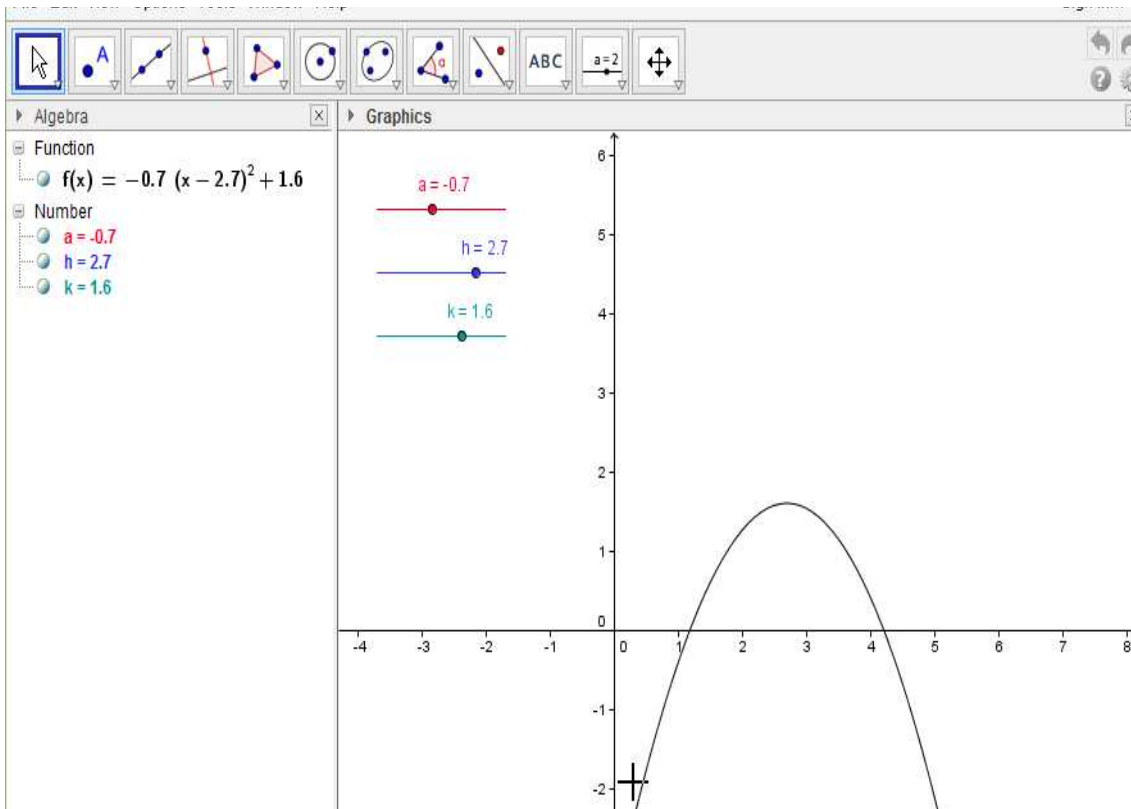 A
α
ABC
a = 2
Algebra
Graphics
Function
f(x) = −0.7 (x − 2.7)² + 1.6
Number
a = -0.7
h = 2.7
k = 1.6
a = -0.7
h = 2.7
k = 1.6
6
5
4
3
2
1
0
-4 -3 -2 -1 0 1 2 3 4 5 6 7 8
-1
-2